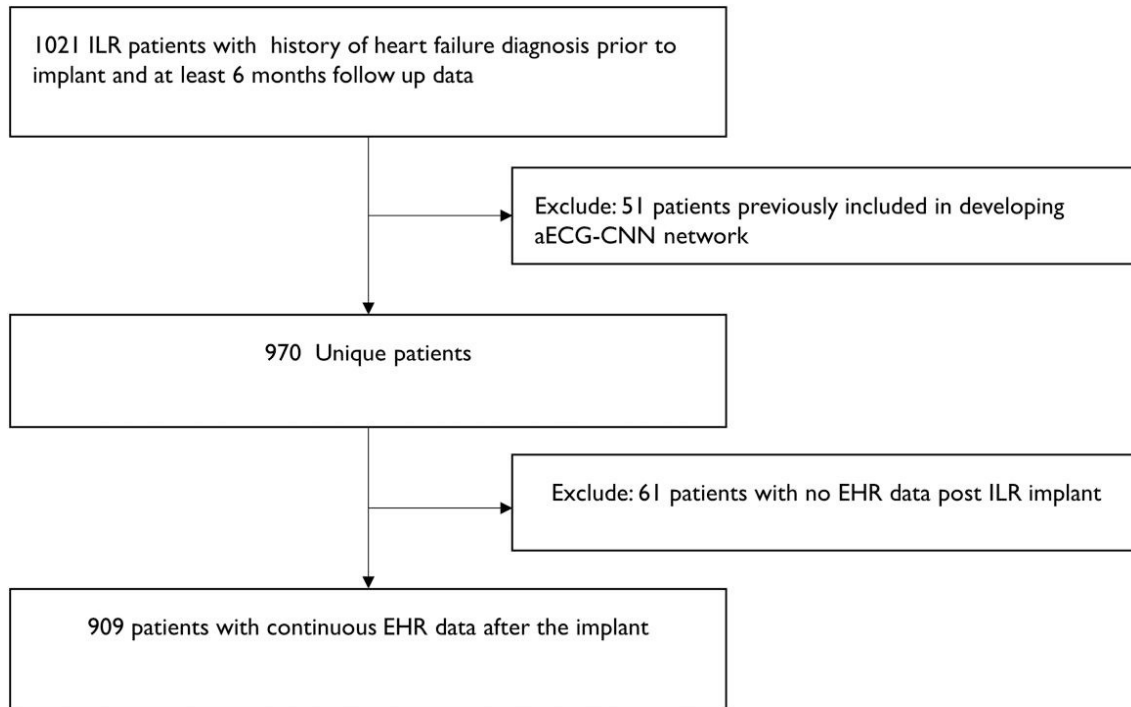 1021 ILR patients with history of heart failure diagnosis prior to
implant and at least 6 months follow up data
Exclude: 51 patients previously included in developing
aECG-CNN network
970 Unique patients
Exclude: 61 patients with no EHR data post ILR implant
909 patients with continuous EHR data after the implant